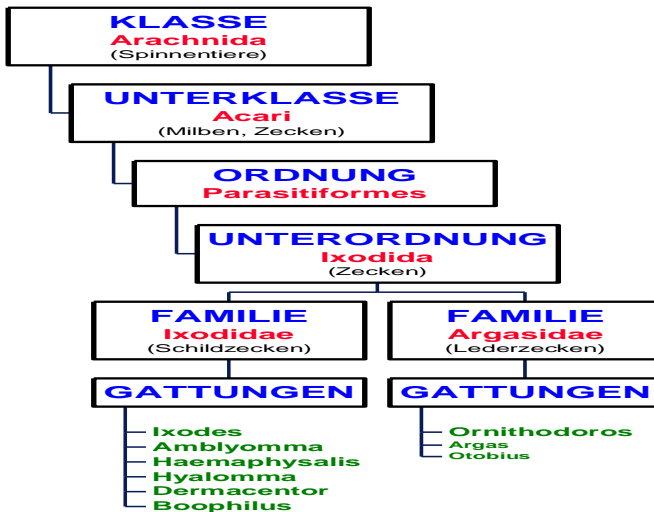 KLASSE
Arachnida
(Spinnentiere)
UNTERKLASSE
Acari
(Milben, Zecken)
ORDNUNG
Parasitiformes
UNTERORDNUNG
Ixodida
(Zecken)
FAMILIE
Ixodidae
(Schildzecken)
FAMILIE
Argasidae
(Lederzecken)
GATTUNGEN
Ixodes
Amblyomma
Haemaphysalis
Hyalomma
Dermacentor
Boophilus
GATTUNGEN
Ornithodoros
Argas
Otobius